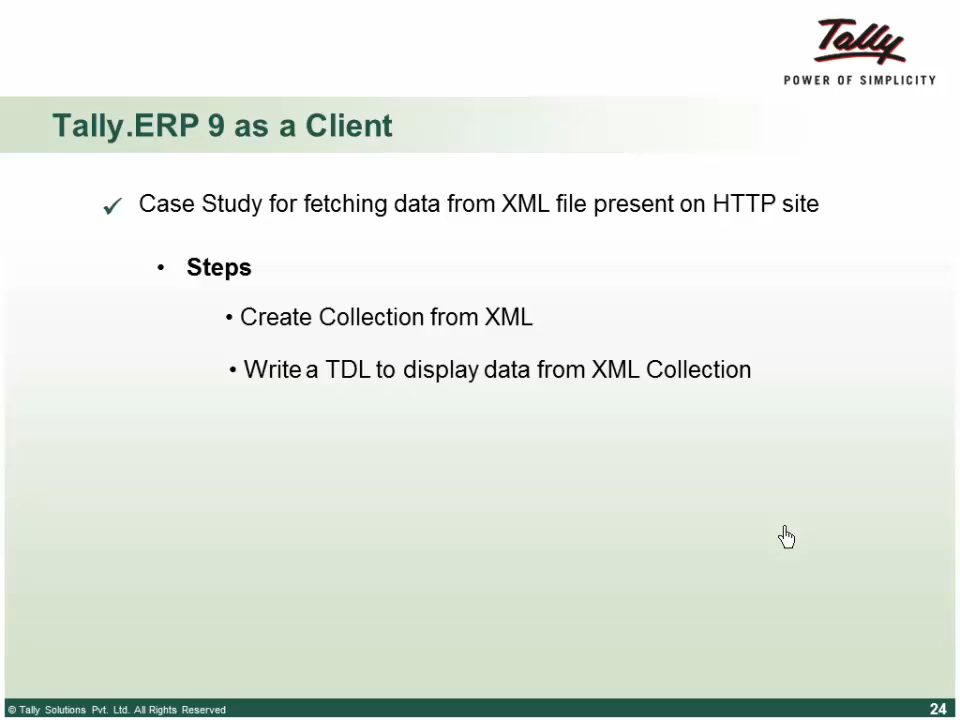 Tally
POWER OF SIMPLICITY
Tally.ERP 9 as a Client
✓ Case Study for fetching data from XML file present on HTTP site
• Steps
• Create Collection from XML
• Write a TDL to display data from XML Collection
© Tally Solutions Pvt. Ltd. All Rights Reserved
24